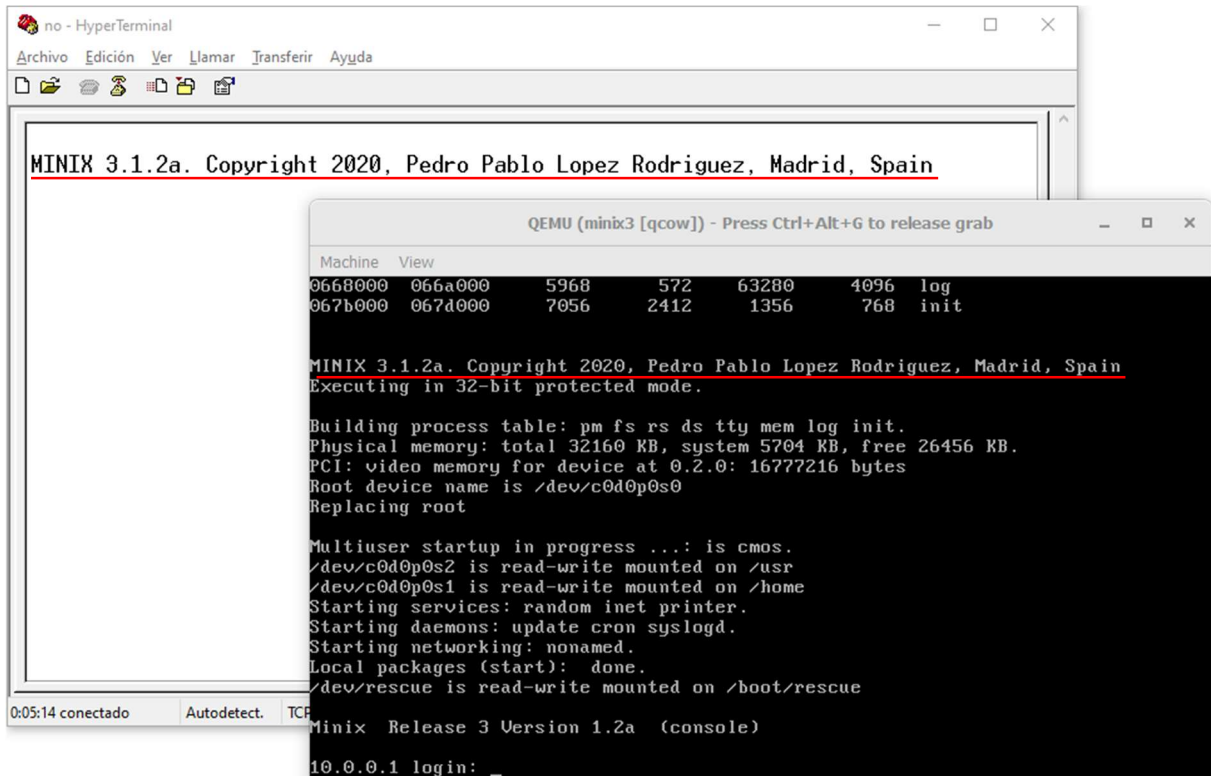 no - HyperTerminal
Archivo Edición Ver Llamar Transferir Ayuda
MINIX 3.1.2a. Copyright 2020, Pedro Pablo Lopez Rodriguez, Madrid, Spain
0:05:14 conectado Autodetect. TCP
QEMU (minix3 [qcow]) - Press Ctrl+Alt+G to release grab
Machine View
0668000 066a000 5968 572 63280 4096 log
067b000 067d000 7056 2412 1356 768 init
MINIX 3.1.2a. Copyright 2020, Pedro Pablo Lopez Rodriguez, Madrid, Spain
Executing in 32-bit protected mode.
Building process table: pm fs rs ds tty mem log init.
Physical memory: total 32160 KB, system 5704 KB, free 26456 KB.
PCI: video memory for device at 0.2.0: 16777216 bytes
Root device name is /dev/c0d0p0s0
Replacing root
Multiuser startup in progress ...: is cmos.
/dev/c0d0p0s2 is read-write mounted on /usr
/dev/c0d0p0s1 is read-write mounted on /home
Starting services: random inet printer.
Starting daemons: update cron syslogd.
Starting networking: nonamed.
Local packages (start): done.
/dev/rescue is read-write mounted on /boot/rescue
Minix Release 3 Version 1.2a (console)
10.0.0.1 login: _